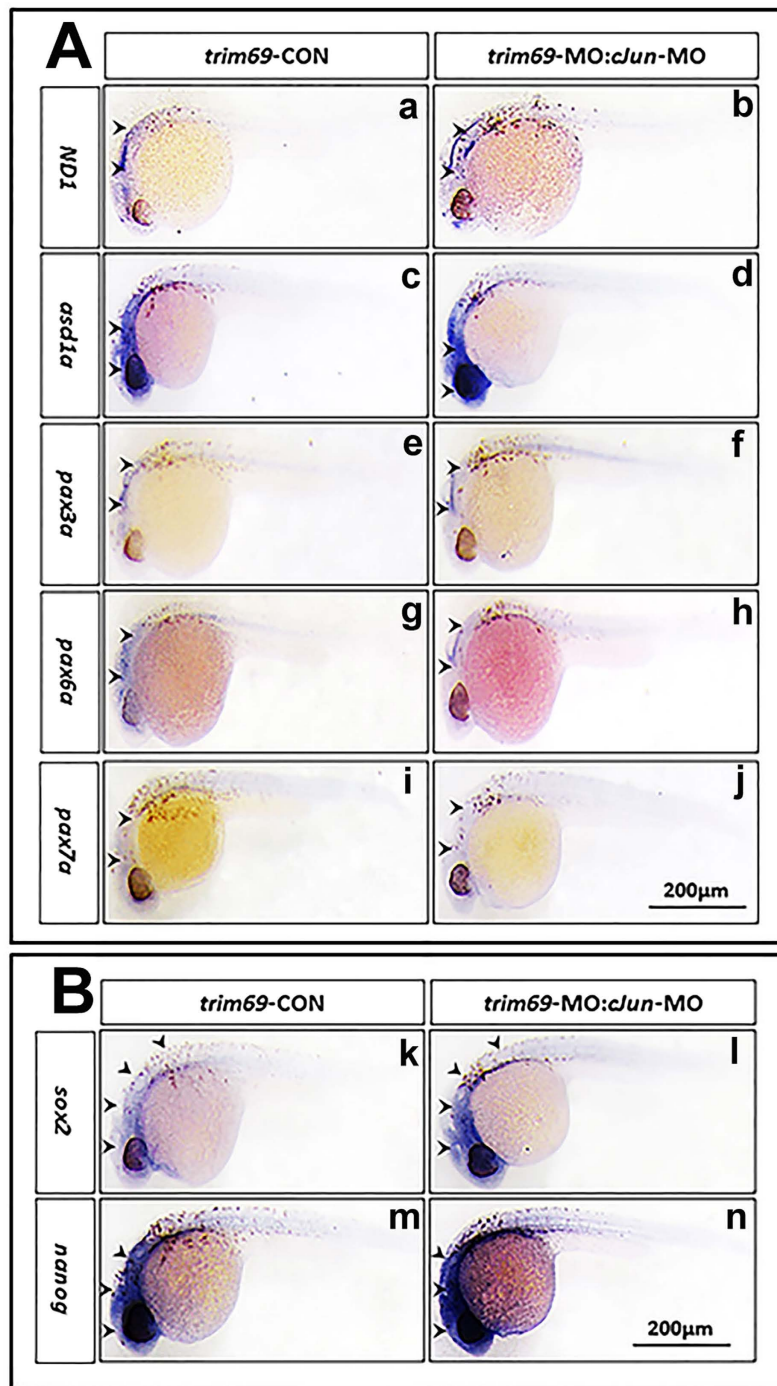 A
trim69-CON
trim69-MO:cJun-MO
ND1
a
b
asd1a
c
d
pax3a
e
f
pax6a
g
h
pax7a
i
j
200μm
B
trim69-CON
trim69-MO:cJun-MO
sox2
k
l
nanog
m
n
200μm